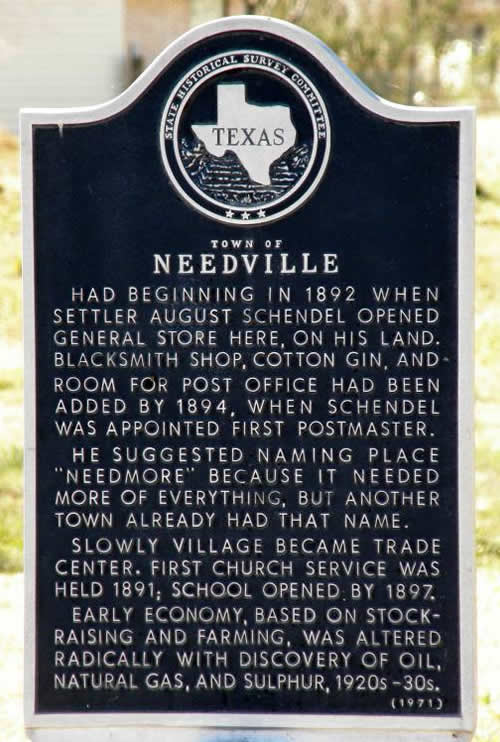 STATE HISTORICAL SURVEY COMMITTEE
TEXAS
TOWN OF
NEEDVILLE
HAD BEGINNING IN 1892 WHEN
SETTLER AUGUST SCHENDEL OPENED
GENERAL STORE HERE, ON HIS LAND.
BLACKSMITH SHOP, COTTON GIN, AND
ROOM FOR POST OFFICE HAD BEEN
ADDED BY 1894, WHEN SCHENDEL
WAS APPOINTED FIRST POSTMASTER.
HE SUGGESTED NAMING PLACE
"NEEDMORE" BECAUSE IT NEEDED
MORE OF EVERYTHING, BUT ANOTHER
TOWN ALREADY HAD THAT NAME.
SLOWLY VILLAGE BECAME TRADE
CENTER. FIRST CHURCH SERVICE WAS
HELD 1891; SCHOOL OPENED BY 1897.
EARLY ECONOMY, BASED ON STOCK-
RAISING AND FARMING, WAS ALTERED
RADICALLY WITH DISCOVERY OF OIL,
NATURAL GAS, AND SULPHUR, 1920s-30s.
(1971)